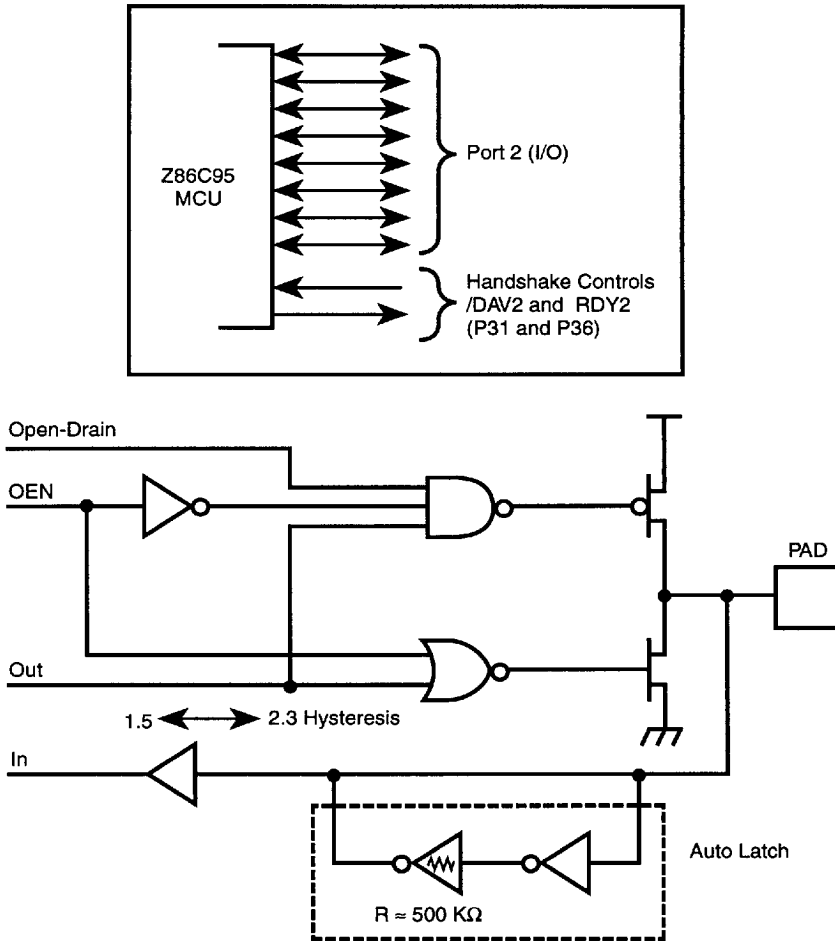 Z86C95
MCU
Port 2 (I/O)
Handshake Controls
/DAV2 and RDY2
(P31 and P36)
Open-Drain
OEN
PAD
Out
1.5 2.3 Hysteresis
In
Auto Latch
R ≈ 500 KΩ